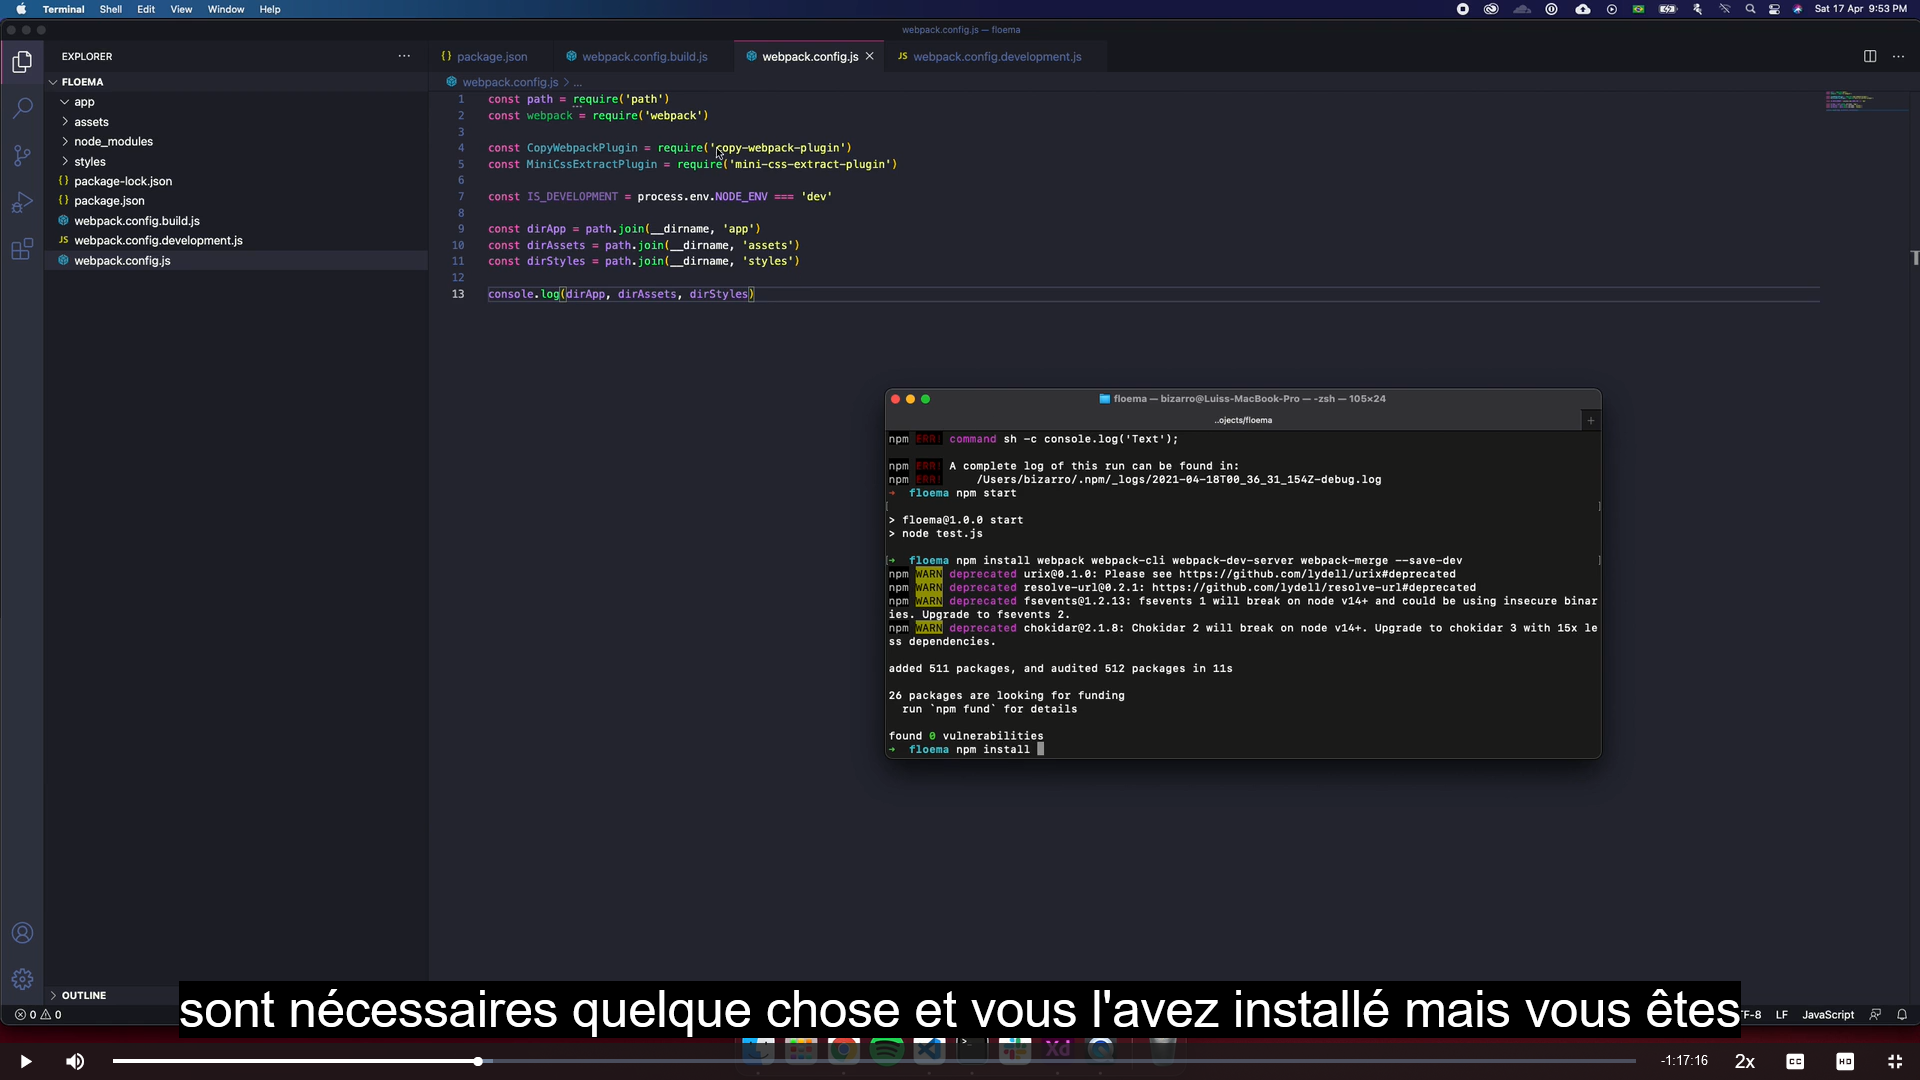 Terminal Shell Edit View Window Help
Sat 17 Apr 9:53 PM
webpack.config.js — floema
EXPLORER
package.json
webpack.config.build.js
webpack.config.js
JS webpack.config.development.js
FLOEMA
app
assets
node_modules
styles
{} package-lock.json
{} package.json
webpack.config.build.js
JS webpack.config.development.js
webpack.config.js
webpack.config.js > ...
1 const path = require('path')
2 const webpack = require('webpack')
3
4 const CopyWebpackPlugin = require('copy-webpack-plugin')
5 const MiniCssExtractPlugin = require('mini-css-extract-plugin')
6
7 const IS_DEVELOPMENT = process.env.NODE_ENV === 'dev'
8
9 const dirApp = path.join(__dirname, 'app')
10 const dirAssets = path.join(__dirname, 'assets')
11 const dirStyles = path.join(__dirname, 'styles')
12
13 console.log(dirApp, dirAssets, dirStyles)
floema — bizarro@Luiss-MacBook-Pro — -zsh — 105×24
..ojects/floema
npm ERR! command sh -c console.log('Text');
npm ERR! A complete log of this run can be found in:
npm ERR! /Users/bizarro/.npm/_logs/2021-04-18T00_36_31_154Z-debug.log
→ floema npm start
> floema@1.0.0 start
> node test.js
→ floema npm install webpack webpack-cli webpack-dev-server webpack-merge --save-dev
npm WARN deprecated urix@0.1.0: Please see https://github.com/lydell/urix#deprecated
npm WARN deprecated resolve-url@0.2.1: https://github.com/lydell/resolve-url#deprecated
npm WARN deprecated fsevents@1.2.13: fsevents 1 will break on node v14+ and could be using insecure binar
ies. Upgrade to fsevents 2.
npm WARN deprecated chokidar@2.1.8: Chokidar 2 will break on node v14+. Upgrade to chokidar 3 with 15x le
ss dependencies.
added 511 packages, and audited 512 packages in 11s
26 packages are looking for funding
run `npm fund` for details
found 0 vulnerabilities
→ floema npm install
OUTLINE
sont nécessaires quelque chose et vous l'avez installé mais vous êtes
0 0
TF-8 LF JavaScript
Xd
-1:17:16 2x CC HD